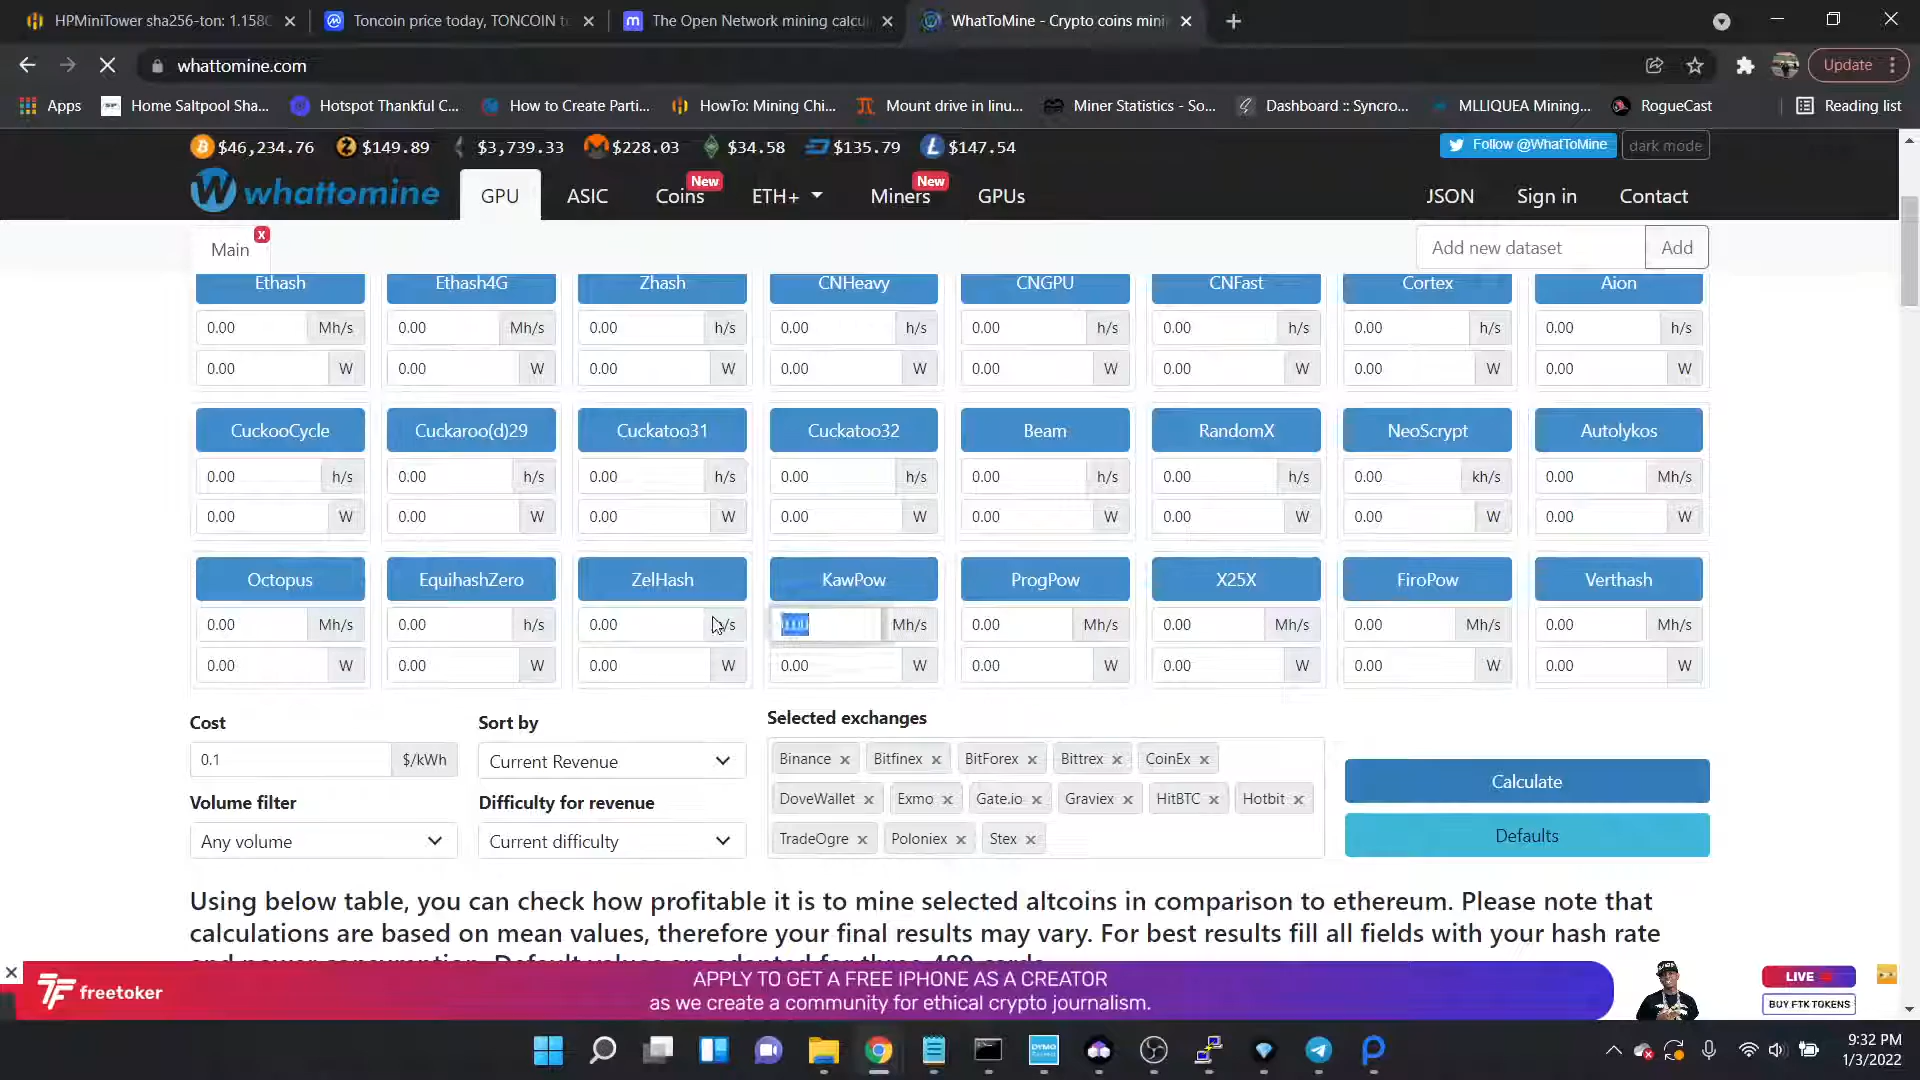 HPMiniTower sha256-ton: 1.158G
Toncoin price today, TONCOIN to
The Open Network mining calcul
WhatToMine - Crypto coins mini
whattomine.com
Update
Apps
Home Saltpool Sha...
Hotspot Thankful C...
How to Create Parti...
HowTo: Mining Chi...
Mount drive in linu...
Miner Statistics - So...
Dashboard :: Syncro...
MLLIQUEA Mining...
RogueCast
Reading list
$46,234.76 $149.89 $3,739.33 $228.03 $34.58 $135.79 $147.54
Follow @WhatToMine
dark mode
whattomine
GPU
ASIC
Coins New
ETH+
Miners New
GPUs
JSON
Sign in
Contact
Main x
Add new dataset
Add
Ethash Ethash4G Zhash CNHeavy CNGPU CNFast Cortex Aion
0.00 Mh/s 0.00 Mh/s 0.00 h/s 0.00 h/s 0.00 h/s 0.00 h/s 0.00 h/s 0.00 h/s
0.00 W 0.00 W 0.00 W 0.00 W 0.00 W 0.00 W 0.00 W 0.00 W
CuckooCycle Cuckaroo(d)29 Cuckatoo31 Cuckatoo32 Beam RandomX NeoScrypt Autolykos
0.00 h/s 0.00 h/s 0.00 h/s 0.00 h/s 0.00 h/s 0.00 h/s 0.00 kh/s 0.00 Mh/s
0.00 W 0.00 W 0.00 W 0.00 W 0.00 W 0.00 W 0.00 W 0.00 W
Octopus EquihashZero ZelHash KawPow ProgPow X25X FiroPow Verthash
0.00 Mh/s 0.00 h/s 0.00 h/s Mh/s 0.00 Mh/s 0.00 Mh/s 0.00 Mh/s 0.00 Mh/s
0.00 W 0.00 W 0.00 W 0.00 W 0.00 W 0.00 W 0.00 W 0.00 W
Cost
0.1 $/kWh
Sort by
Current Revenue
Volume filter
Any volume
Difficulty for revenue
Current difficulty
Selected exchanges
Binance × Bitfinex × BitForex × Bittrex × CoinEx ×
DoveWallet × Exmo × Gate.io × Graviex × HitBTC × Hotbit ×
TradeOgre × Poloniex × Stex ×
Calculate
Defaults
Using below table, you can check how profitable it is to mine selected altcoins in comparison to ethereum. Please note that
calculations are based on mean values, therefore your final results may vary. For best results fill all fields with your hash rate
and power consumption. Default values are adapted for three 480 cards.
freetoker
APPLY TO GET A FREE IPHONE AS A CREATOR
as we create a community for ethical crypto journalism.
LIVE
BUY FTK TOKENS
DYMO
9:32 PM
1/3/2022